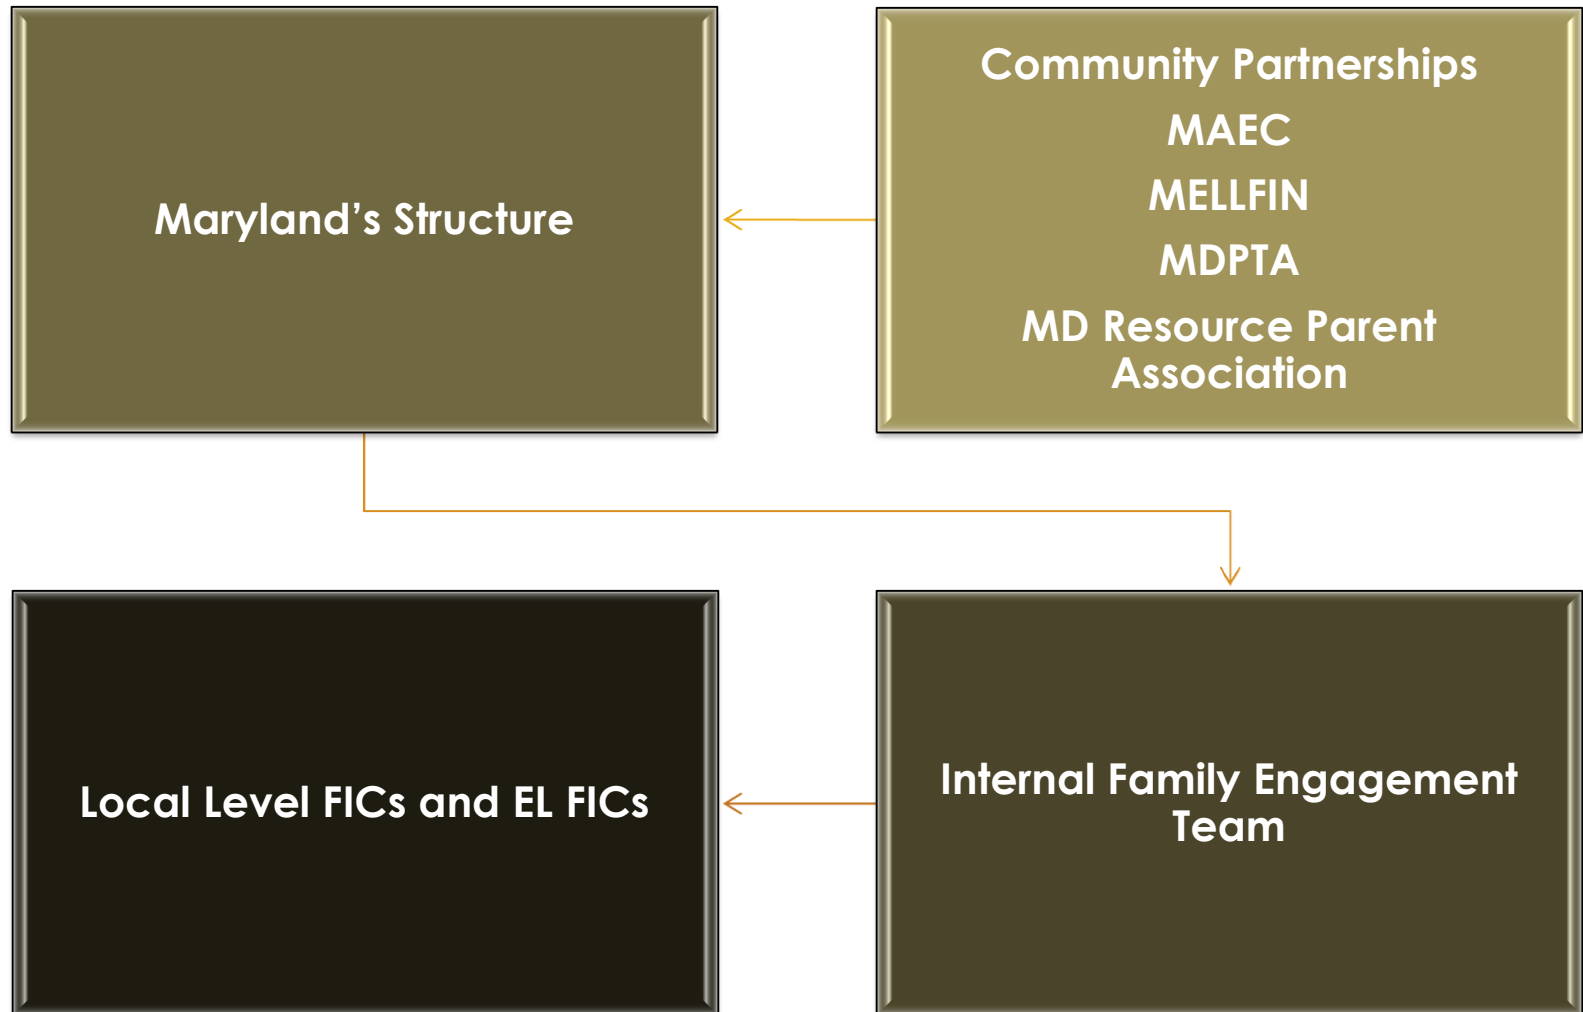 Maryland’s Structure
Community Partnerships
MAEC
MELLFIN
MDPTA
MD Resource Parent
Association
Local Level FICs and EL FICs
Internal Family Engagement
Team